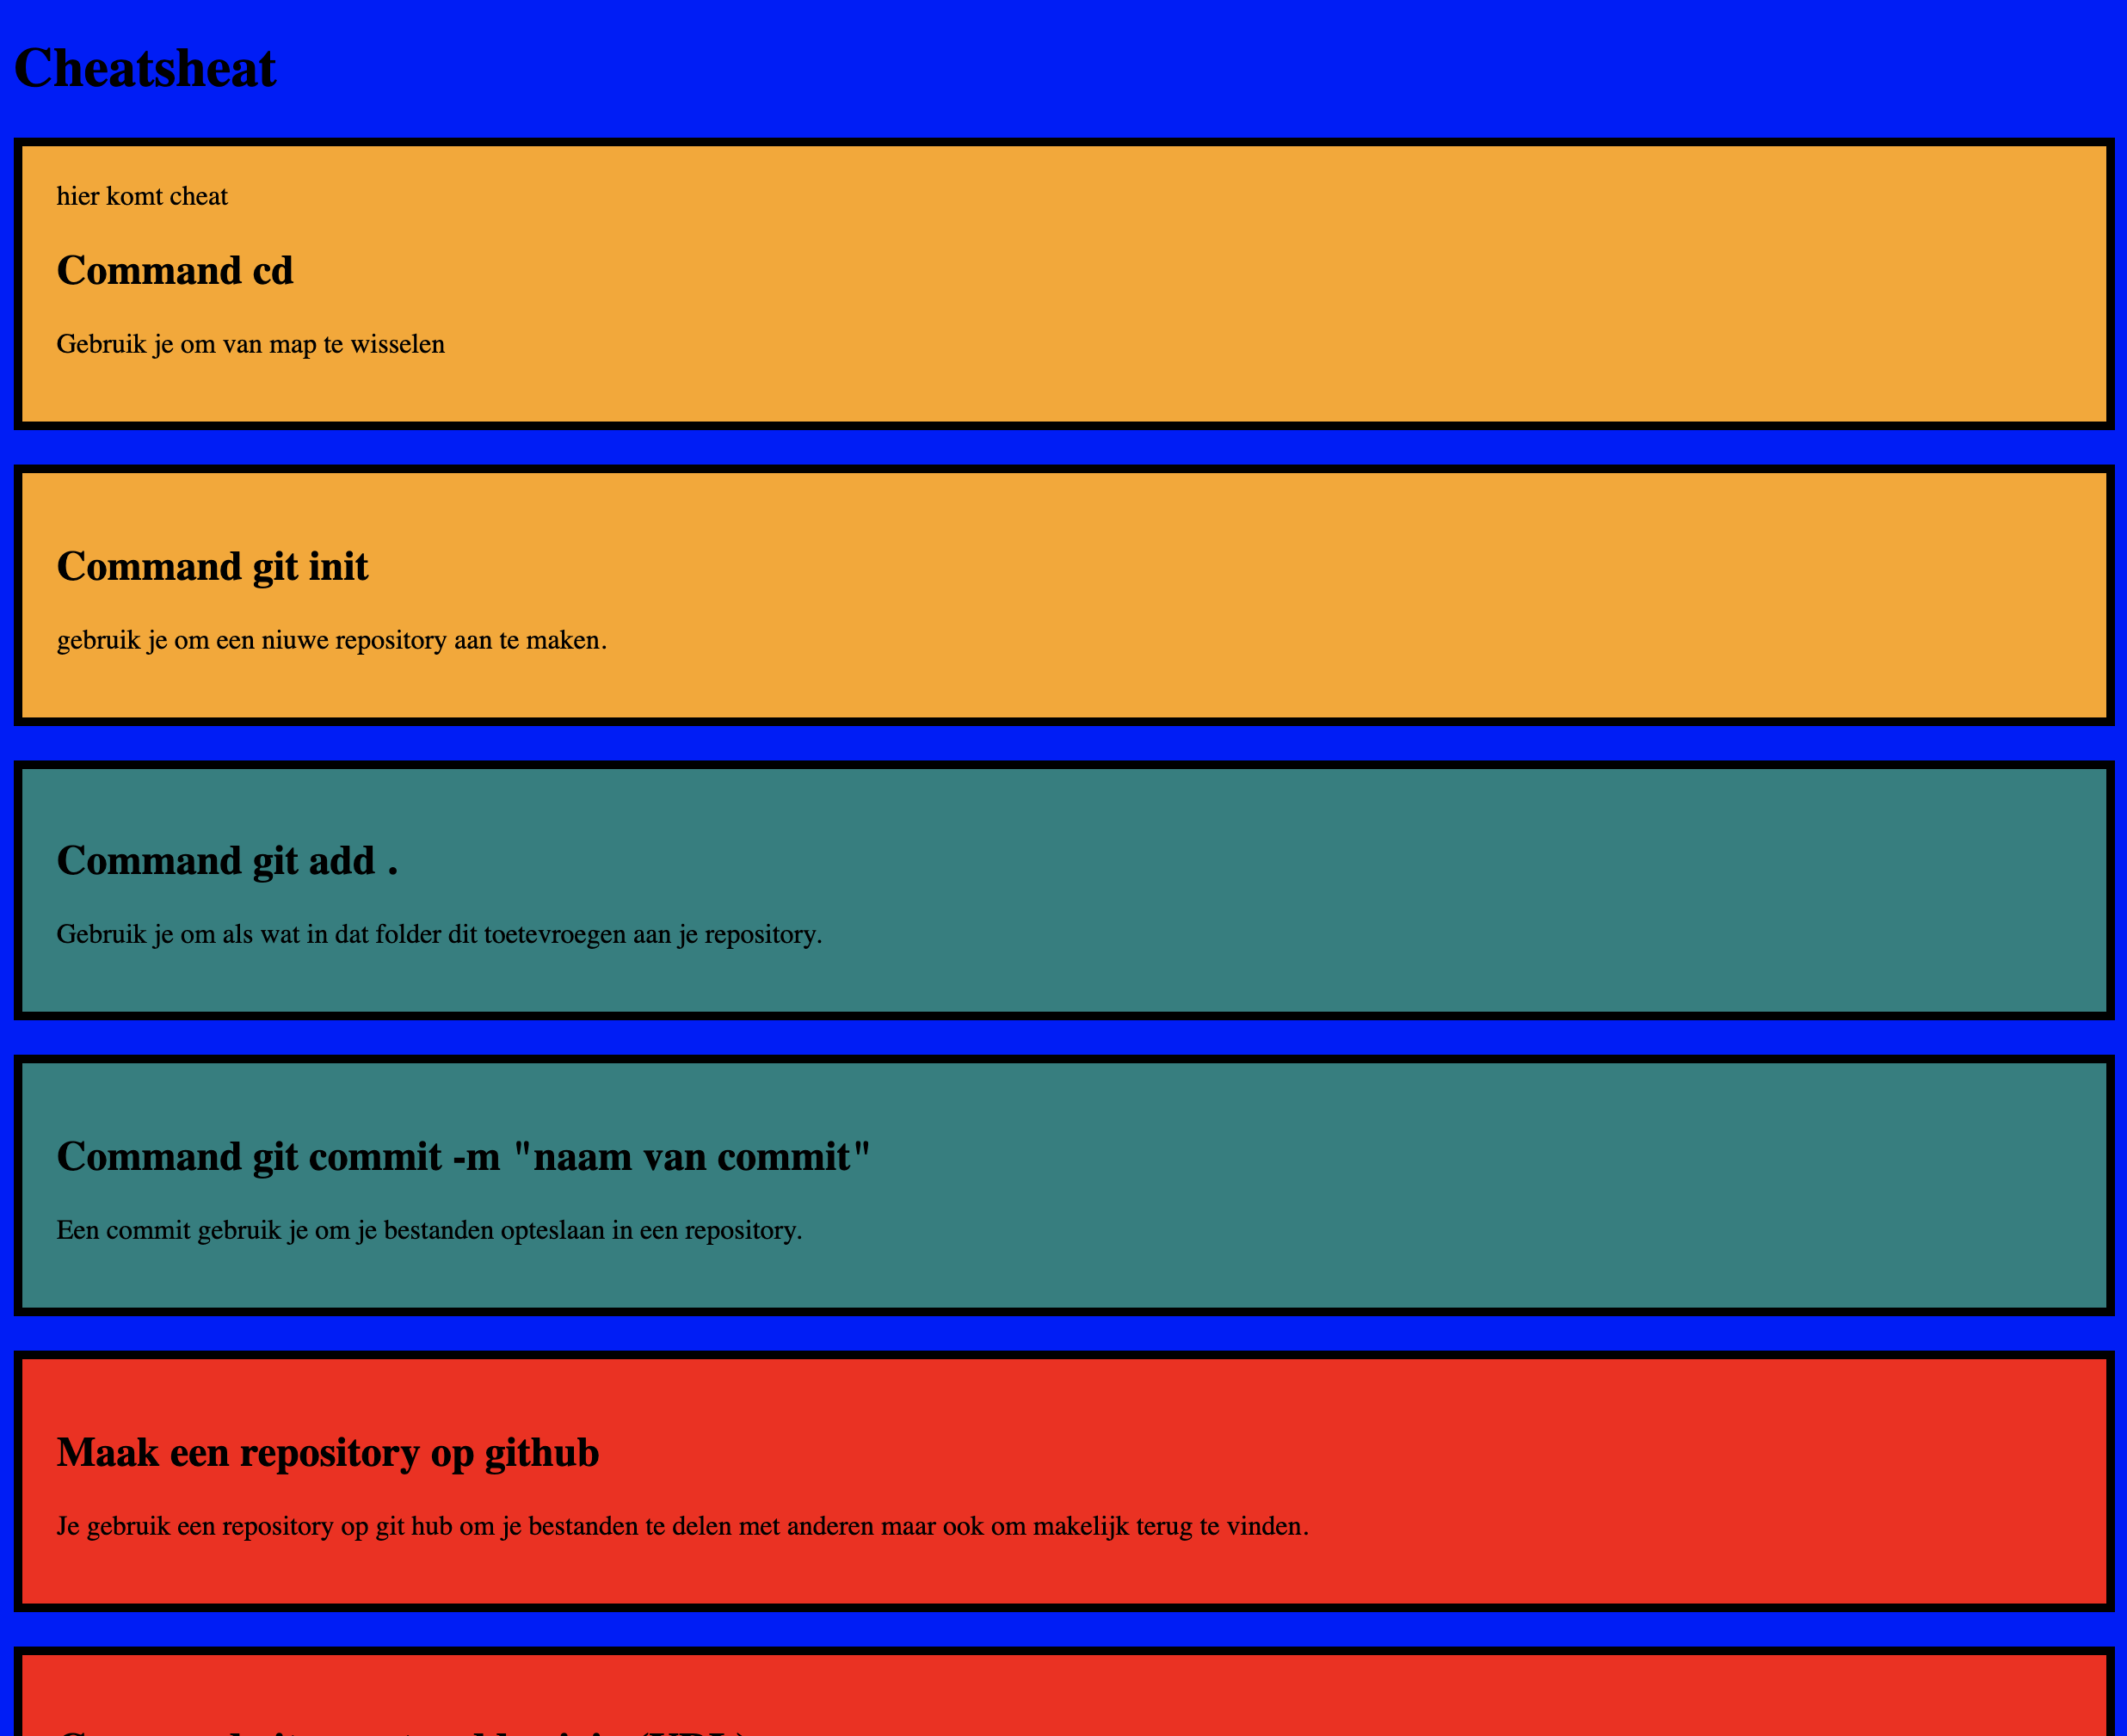 Cheatsheat
hier komt cheat
Command cd
Gebruik je om van map te wisselen
Command git init
gebruik je om een niuwe repository aan te maken.
Command git add .
Gebruik je om als wat in dat folder dit toetevroegen aan je repository.
Command git commit -m "naam van commit"
Een commit gebruik je om je bestanden opteslaan in een repository.
Maak een repository op github
Je gebruik een repository op git hub om je bestanden te delen met anderen maar ook om makelijk terug te vinden.